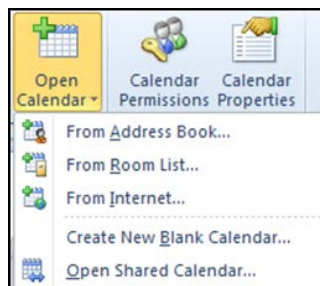 Open Calendar Calendar
Calendar Permissions Properties
From Address Book...
From Room List...
From Internet...
Create New Blank Calendar...
Open Shared Calendar...